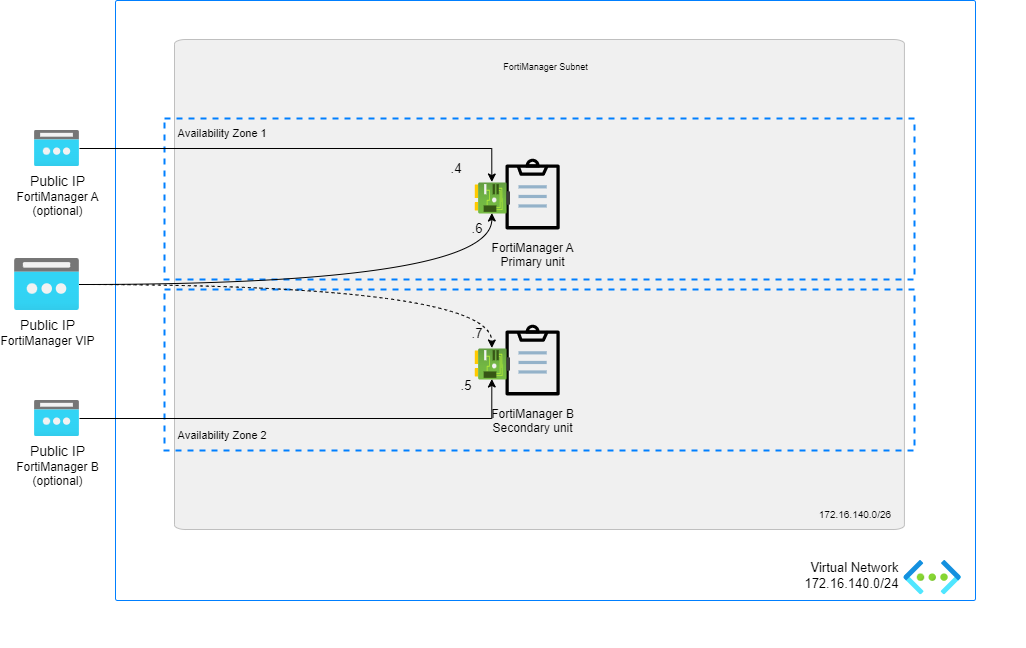 FortiManager Subnet
Availability Zone 1
.4
Public IP
FortiManager A
(optional)
.6
FortiManager A
Primary unit
Public IP
FortiManager VIP
.7
.5
FortiManager B
Secondary unit
Availability Zone 2
Public IP
FortiManager B
(optional)
172.16.140.0/26
Virtual Network
172.16.140.0/24